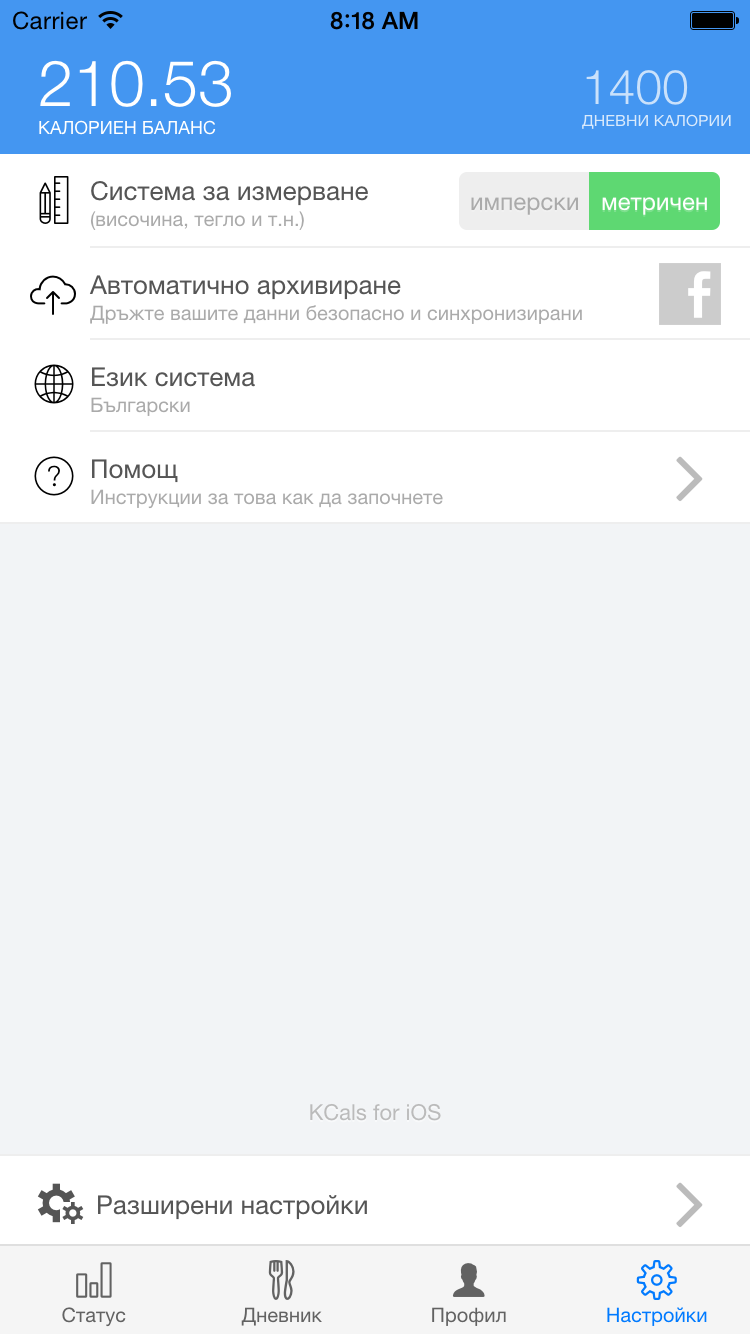 Carrier 8:18 AM
210.53 1400
КАЛОРИЕН БАЛАНС ДНЕВНИ КАЛОРИИ
Система за измерване
(височина, тегло и т.н.)
имперски метричен
Автоматично архивиране
Дръжте вашите данни безопасно и синхронизирани
f
Език система
Български
?
Помощ
Инструкции за това как да започнете
KCals for iOS
Разширени настройки
Статус Дневник Профил Настройки